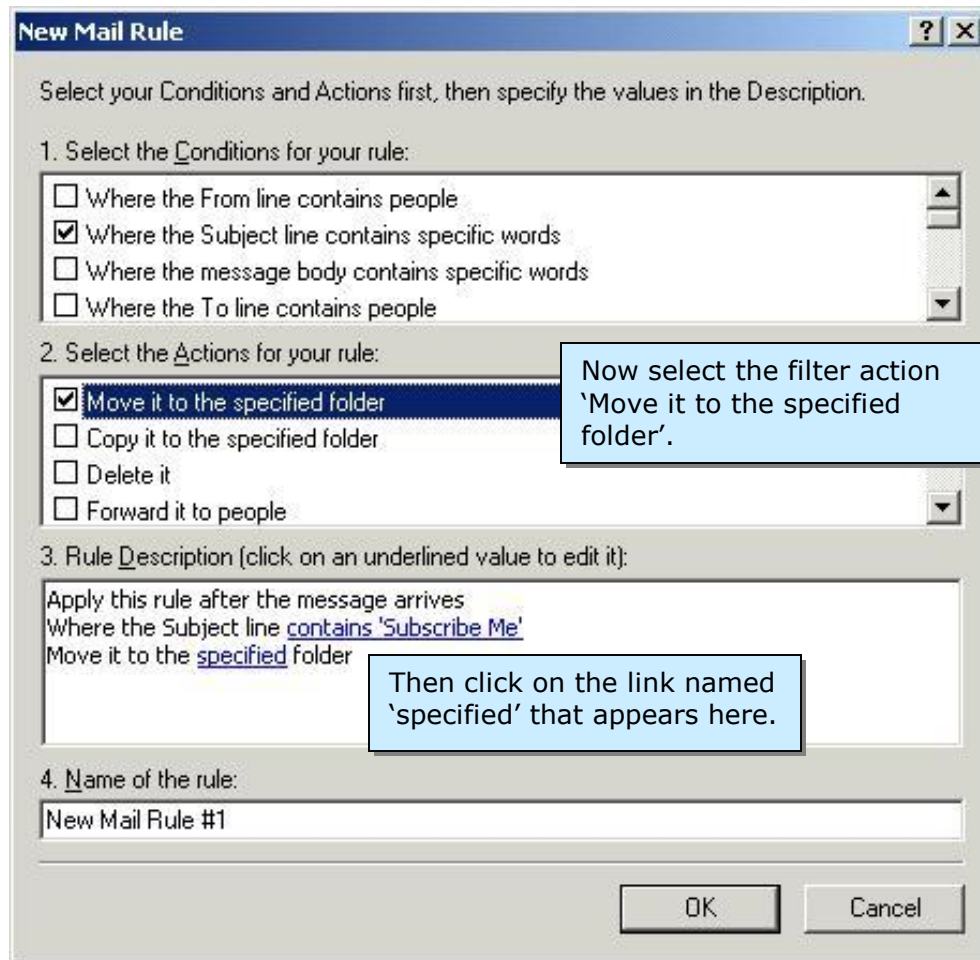 New Mail Rule
Select your Conditions and Actions first, then specify the values in the Description.
1. Select the Conditions for your rule:
Where the From line contains people
Where the Subject line contains specific words
Where the message body contains specific words
Where the To line contains people
2. Select the Actions for your rule:
Move it to the specified folder
Copy it to the specified folder
Delete it
Forward it to people
Now select the filter action
‘Move it to the specified
folder’.
3. Rule Description (click on an underlined value to edit it):
Apply this rule after the message arrives
Where the Subject line contains 'Subscribe Me'
Move it to the specified folder
Then click on the link named
‘specified’ that appears here.
4. Name of the rule:
New Mail Rule #1
OK
Cancel